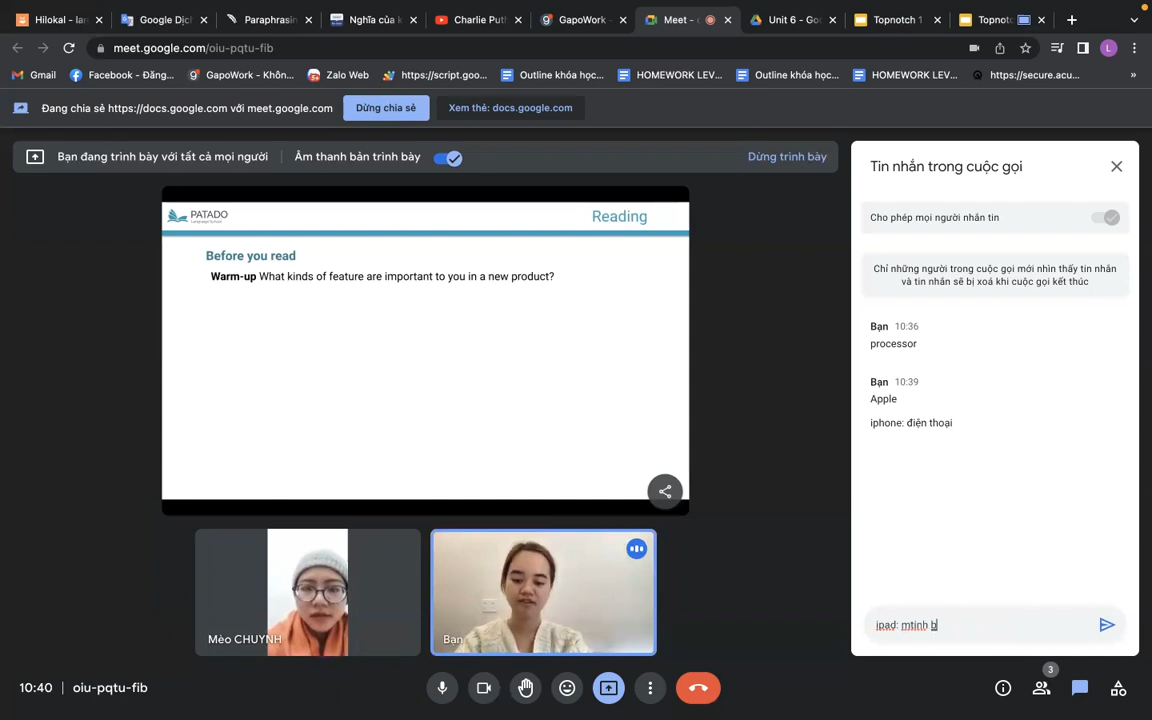 Hilokal - lan
Google Dịc
Paraphrasin
Nghĩa của
Charlie Put
GapoWork
Meet -
Unit 6 - Go
Topnotch 1
Topno
meet.google.com/oiu-pqtu-fib
L
Gmail
Facebook - Đăng...
GapoWork - Khôn...
Zalo Web
https://script.goo...
Outline khóa học...
HOMEWORK LEV...
Outline khóa học...
HOMEWORK LEV...
https://secure.acu...
»
Đang chia sẻ https://docs.google.com với meet.google.com
Dừng chia sẻ
Xem thẻ: docs.google.com
Bạn đang trình bày với tất cả mọi người
Âm thanh bản trình bày
Dừng trình bày
PATADO
Reading
Before you read
Warm-up What kinds of feature are important to you in a new product?
Mèo CHUYNH
Bạn
Tin nhắn trong cuộc gọi
Cho phép mọi người nhắn tin
Chỉ những người trong cuộc gọi mới nhìn thấy tin nhắn
và tin nhắn sẽ bị xoá khi cuộc gọi kết thúc
Bạn 10:36
processor
Bạn 10:39
Apple
iphone: điện thoại
ipad: mtinh b
10:40 | oiu-pqtu-fib
3